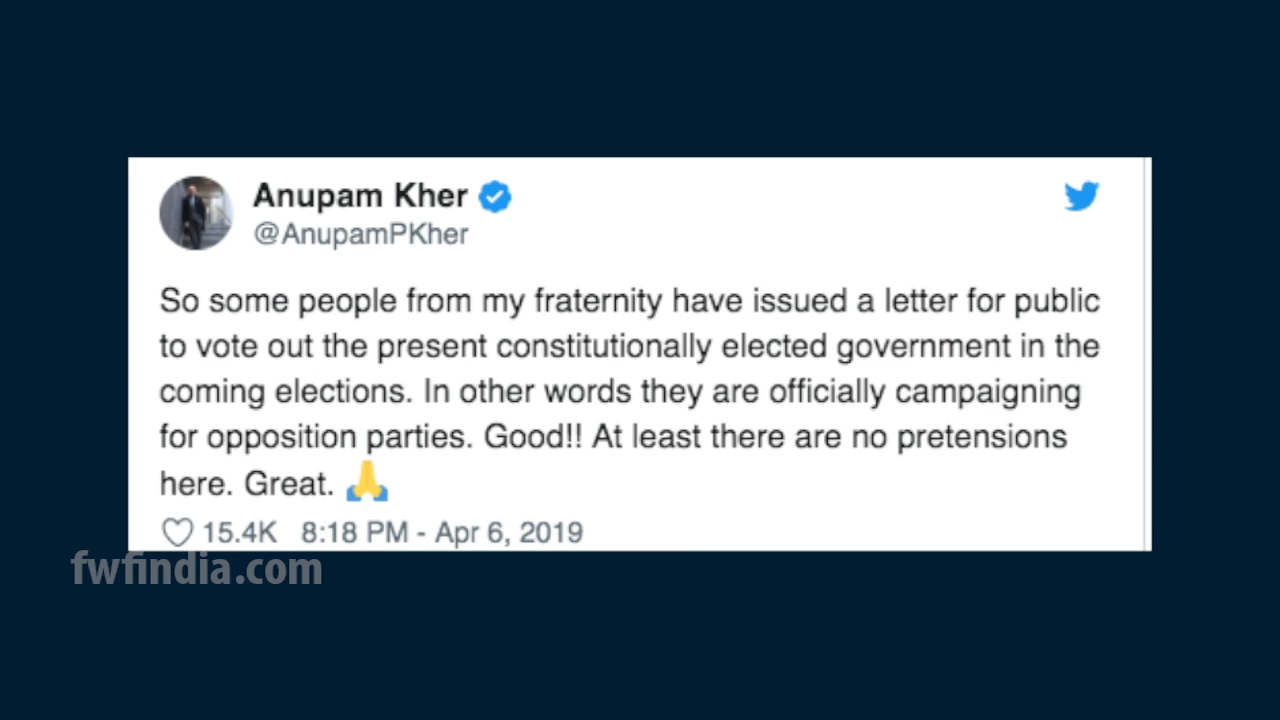 Anupam Kher
@AnupamPKher
So some people from my fraternity have issued a letter for public
to vote out the present constitutionally elected government in the
coming elections. In other words they are officially campaigning
for opposition parties. Good!! At least there are no pretensions
here. Great. 🙏
15.4K 8:18 PM - Apr 6, 2019
fwfindia.com